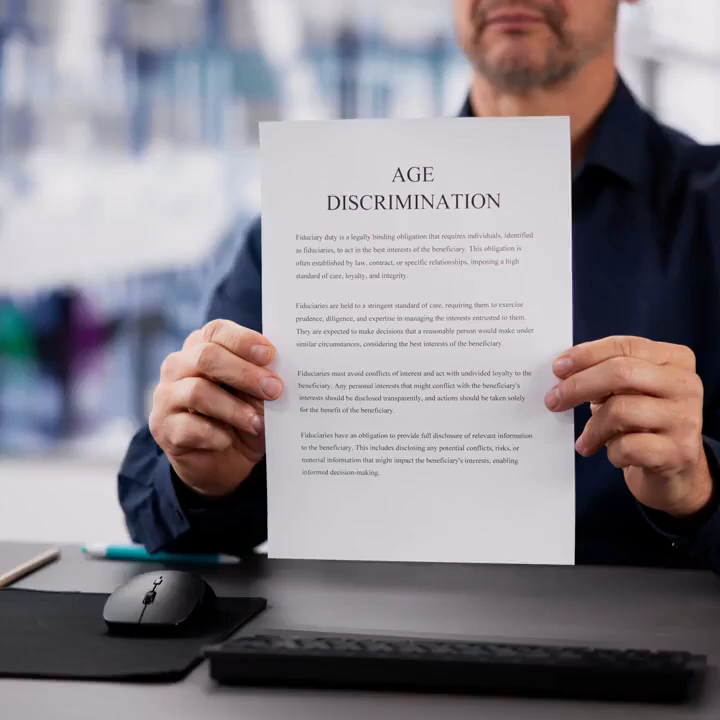 AGE
DISCRIMINATION
Fiduciary duty is a legally binding obligation that requires individuals, identified
as fiduciaries, to act in the best interests of the beneficiary. This obligation is
often established by law, contract, or specific relationships, imposing a high
standard of care, loyalty, and integrity.
Fiduciaries are held to a stringent standard of care, requiring them to exercise
prudence, diligence, and expertise in managing the interests entrusted to them.
They are expected to make decisions that a reasonable person would make under
similar circumstances, considering the best interests of the beneficiary.
Fiduciaries must avoid conflicts of interest and act with undivided loyalty to the
beneficiary. Any personal interests that might conflict with the beneficiary's
interests should be disclosed transparently, and actions should be taken solely
for the benefit of the beneficiary.
Fiduciaries have an obligation to provide full disclosure of relevant information
to the beneficiary. This includes disclosing any potential conflicts, risks, or
material information that might impact the beneficiary's interests, enabling
informed decision-making.